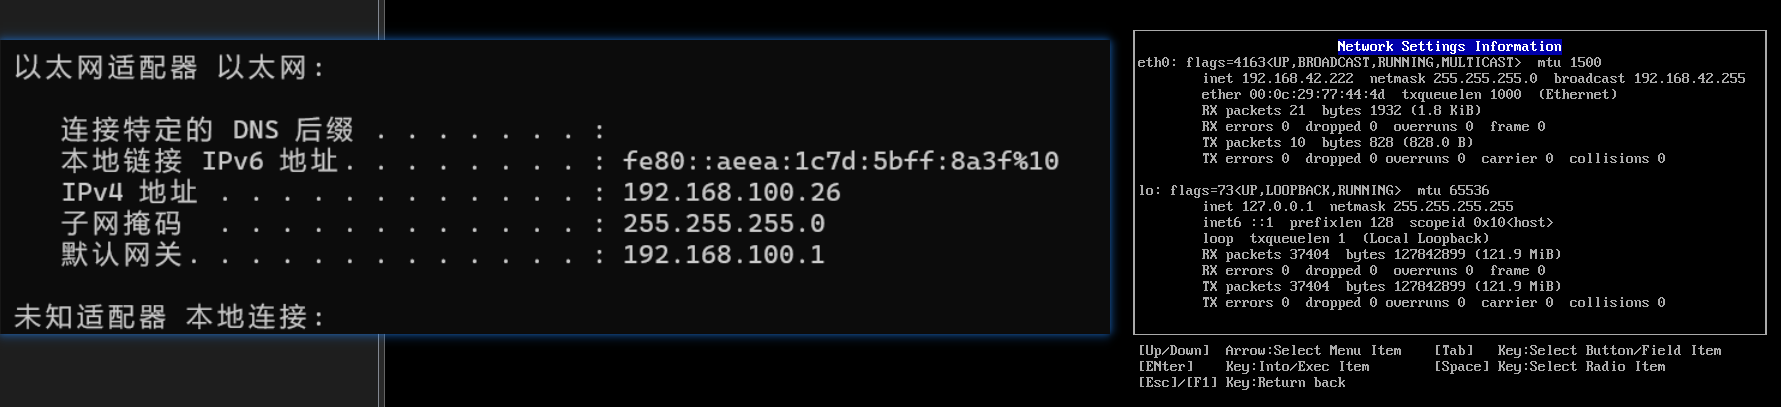 以太网适配器 以太网:
连接特定的 DNS 后缀 . . . . . . . :
本地链接 IPv6 地址. . . . . . . . : fe80::aeea:1c7d:5bff:8a3f%10
IPv4 地址 . . . . . . . . . . . . : 192.168.100.26
子网掩码  . . . . . . . . . . . . : 255.255.255.0
默认网关. . . . . . . . . . . . . : 192.168.100.1
未知适配器 本地连接:
Network Settings Information
eth0: flags=4163<UP,BROADCAST,RUNNING,MULTICAST>  mtu 1500
inet 192.168.42.222  netmask 255.255.255.0  broadcast 192.168.42.255
ether 00:0c:29:77:44:4d  txqueuelen 1000  (Ethernet)
RX packets 21  bytes 1932 (1.8 KiB)
RX errors 0  dropped 0  overruns 0  frame 0
TX packets 10  bytes 828 (828.0 B)
TX errors 0  dropped 0 overruns 0  carrier 0  collisions 0
lo: flags=73<UP,LOOPBACK,RUNNING>  mtu 65536
inet 127.0.0.1  netmask 255.255.255.255
inet6 ::1  prefixlen 128  scopeid 0x10<host>
loop  txqueuelen 1  (Local Loopback)
RX packets 37404  bytes 127842899 (121.9 MiB)
RX errors 0  dropped 0  overruns 0  frame 0
TX packets 37404  bytes 127842899 (121.9 MiB)
TX errors 0  dropped 0 overruns 0  carrier 0  collisions 0
[Up/Down]  Arrow:Select Menu Item    [Tab]   Key:Select Button/Field Item
[ENter]    Key:Into/Exec Item        [Space] Key:Select Radio Item
[Esc]/[F1] Key:Return back